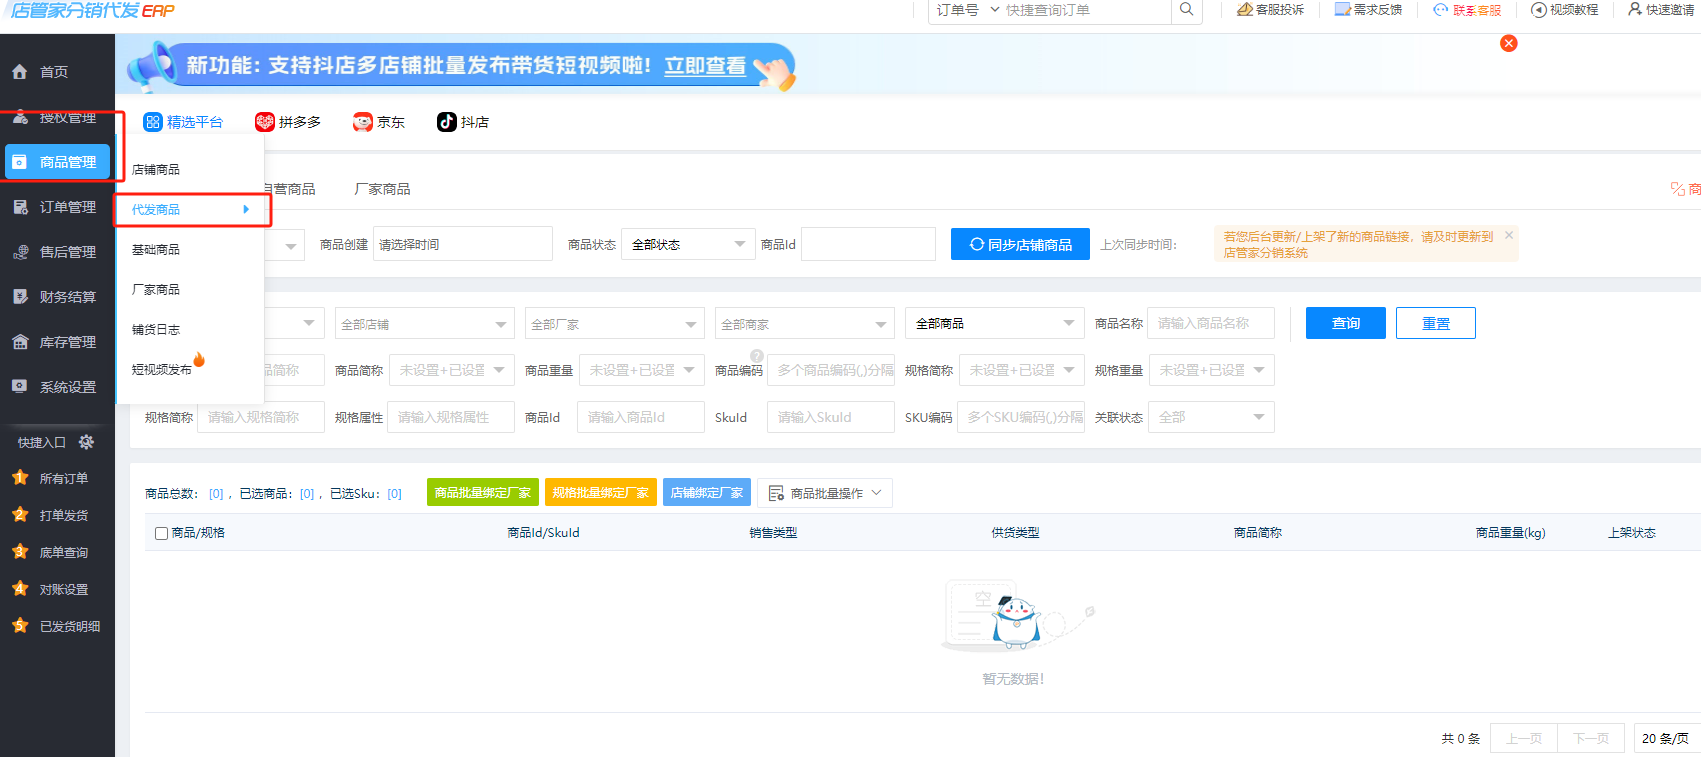 店管家分销代发ERP
订单号 快捷查询订单
客服投诉
需求反馈
联系客服
视频教程
快速邀请
首页
授权管理
商品管理
订单管理
售后管理
财务结算
库存管理
系统设置
快捷入口
1 所有订单
2 打单发货
3 底单查询
4 对账设置
5 已发货明细
新功能：支持抖店多店铺批量发布带货短视频啦！立即查看
精选平台 拼多多 京东 抖店
店铺商品
代发商品
基础商品
厂家商品
铺货日志
短视频发布
自营商品 厂家商品
商
商品创建 请选择时间 商品状态 全部状态 商品Id 同步店铺商品 上次同步时间：
若您后台更新/上架了新的商品链接，请及时更新到
店管家分销系统
全部店铺 全部厂家 全部商家 全部商品 商品名称 请输入商品名称 查询 重置
品简称 商品简称 未设置+已设置 商品重量 未设置+已设置 商品编码 ? 多个商品编码(,)分隔 规格简称 未设置+已设置 规格重量 未设置+已设置
规格简称 请输入规格简称 规格属性 请输入规格属性 商品Id 请输入商品Id SkuId 请输入SkuId SKU编码 多个SKU编码(,)分隔 关联状态 全部
商品总数：[0]，已选商品：[0]，已选Sku：[0] 商品批量绑定厂家 规格批量绑定厂家 店铺绑定厂家 商品批量操作
商品/规格 商品Id/SkuId 销售类型 供货类型 商品简称 商品重量(kg) 上架状态
空
暂无数据！
共 0 条 上一页 下一页 20 条/页